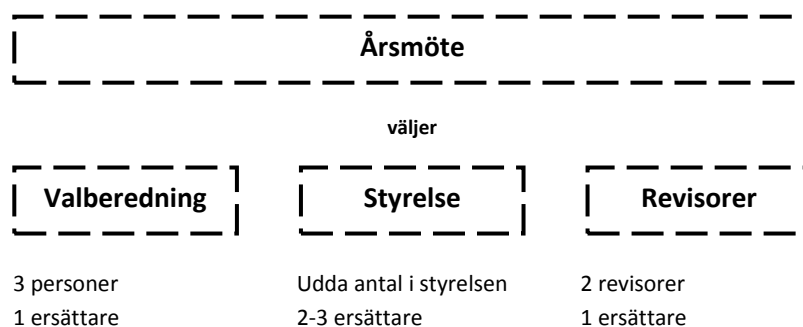 Årsmöte
väljer
Valberedning
Styrelse
Revisorer
3 personer
1 ersättare
Udda antal i styrelsen
2-3 ersättare
2 revisorer
1 ersättare